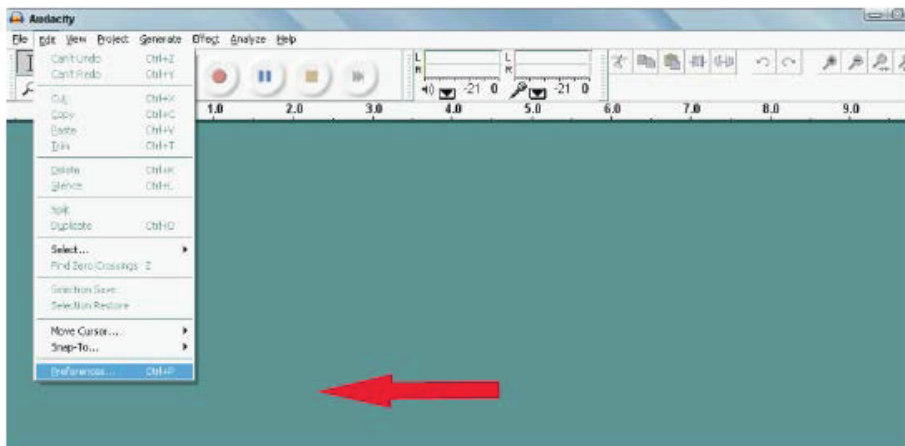 Audacity
File Edit View Project Generate Effect Analyze Help
Can't Undo Ctrl+Z
Can't Redo Ctrl+Y
Cut Ctrl+X
Copy Ctrl+C
Paste Ctrl+V
Trim Ctrl+T
Delete Ctrl+K
Silence Ctrl+L
Split
Duplicate Ctrl+D
Select...
Find Zero Crossings Z
Selection Save
Selection Restore
Move Cursor...
Snap-To...
Preferences... Ctrl+P
L
R
-21 0
L
R
-21 0
1.0 2.0 3.0 4.0 5.0 6.0 7.0 8.0 9.0